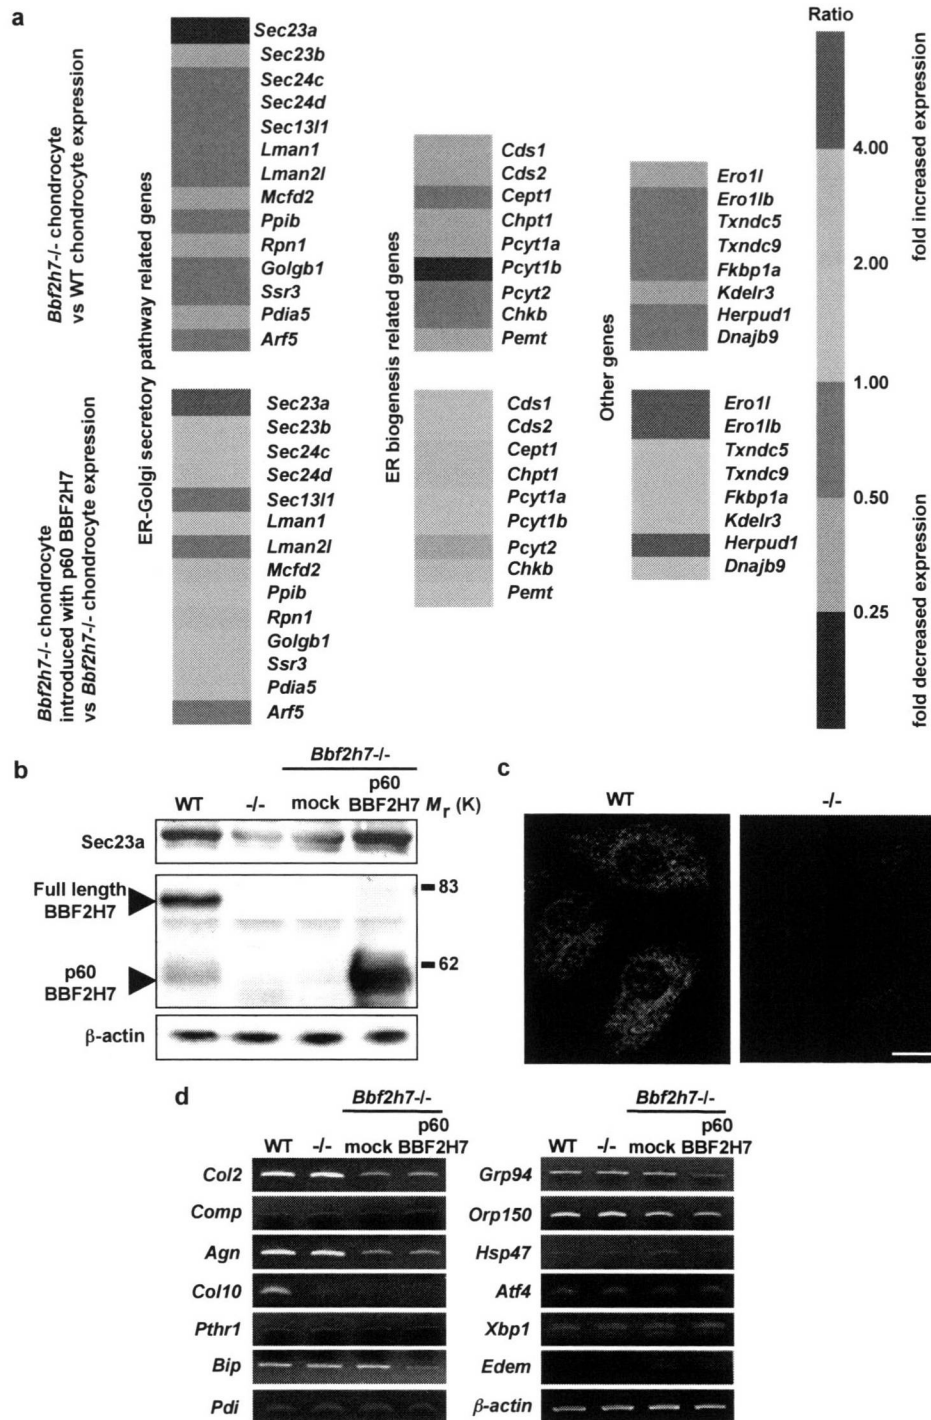 a
Ratio
Bbf2h7-/- chondrocyte
vs WT chondrocyte expression
ER-Golgi secretory pathway related genes
Sec23a
Sec23b
Sec24c
Sec24d
Sec13l1
Lman1
Lman2l
Mcfd2
Ppib
Rpn1
Golgb1
Ssr3
Pdia5
Arf5
ER biogenesis related genes
Cds1
Cds2
Cept1
Chpt1
Pcyt1a
Pcyt1b
Pcyt2
Chkb
Pemt
Other genes
Ero1l
Ero1lb
Txndc5
Txndc9
Fkbp1a
Kdelr3
Herpud1
Dnajb9
Bbf2h7-/- chondrocyte
introduced with p60 BBF2H7
vs Bbf2h7-/- chondrocyte expression
Sec23a
Sec23b
Sec24c
Sec24d
Sec13l1
Lman1
Lman2l
Mcfd2
Ppib
Rpn1
Golgb1
Ssr3
Pdia5
Arf5
Cds1
Cds2
Cept1
Chpt1
Pcyt1a
Pcyt1b
Pcyt2
Chkb
Pemt
Ero1l
Ero1lb
Txndc5
Txndc9
Fkbp1a
Kdelr3
Herpud1
Dnajb9
4.00
2.00
1.00
0.50
0.25
fold increased expression
fold decreased expression
b
Bbf2h7-/-
WT -/- mock p60 BBF2H7 Mr (K)
Sec23a
Full length
BBF2H7
83
p60
BBF2H7
62
β-actin
c
WT -/-
d
Bbf2h7-/-
WT -/- mock p60 BBF2H7
Col2
Comp
Agn
Col10
Pthr1
Bip
Pdi
Bbf2h7-/-
WT -/- mock p60 BBF2H7
Grp94
Orp150
Hsp47
Atf4
Xbp1
Edem
β-actin